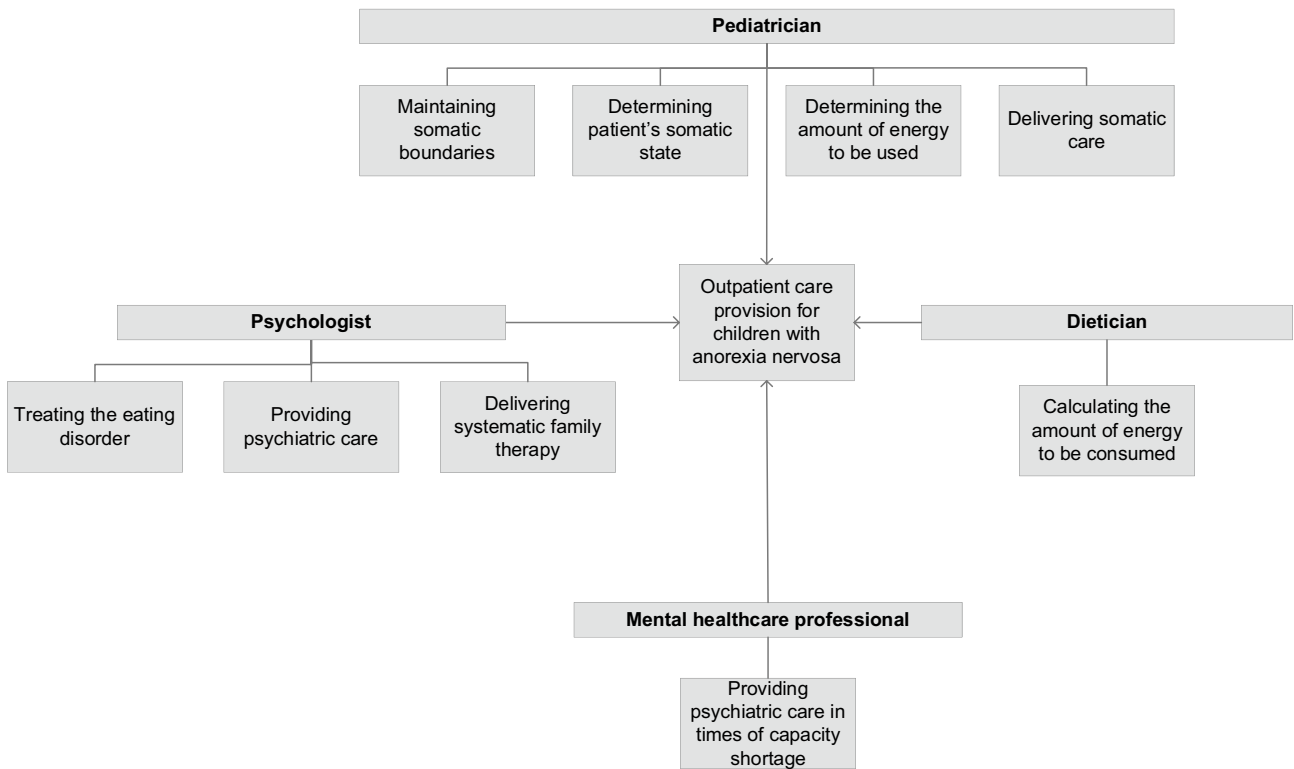 Pediatrician
Maintaining
somatic
boundaries
Determining
patient's somatic
state
Determining the
amount of energy
to be used
Delivering somatic
care
Outpatient care
provision for
children with
anorexia nervosa
Psychologist
Treating the eating
disorder
Providing
psychiatric care
Delivering
systematic family
therapy
Dietician
Calculating the
amount of energy
to be consumed
Mental healthcare professional
Providing
psychiatric care in
times of capacity
shortage